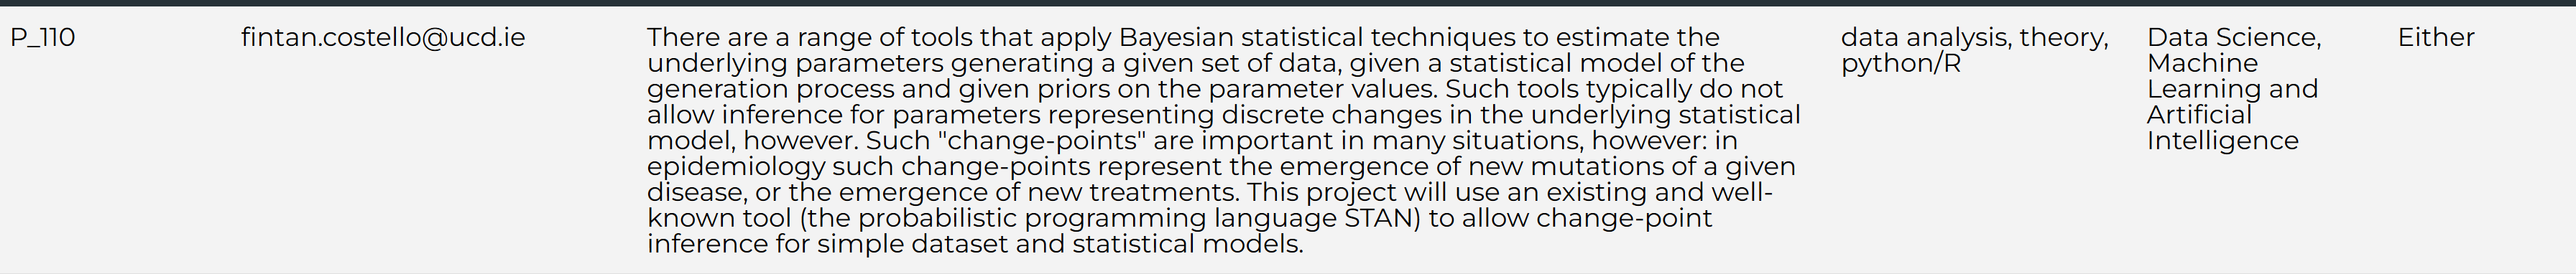 P_110
fintan.costello@ucd.ie
There are a range of tools that apply Bayesian statistical techniques to estimate the
underlying parameters generating a given set of data, given a statistical model of the
generation process and given priors on the parameter values. Such tools typically do not
allow inference for parameters representing discrete changes in the underlying statistical
model, however. Such "change-points" are important in many situations, however: in
epidemiology such change-points represent the emergence of new mutations of a given
disease, or the emergence of new treatments. This project will use an existing and well-
known tool (the probabilistic programming language STAN) to allow change-point
inference for simple dataset and statistical models.
data analysis, theory,
python/R
Data Science,
Machine
Learning and
Artificial
Intelligence
Either